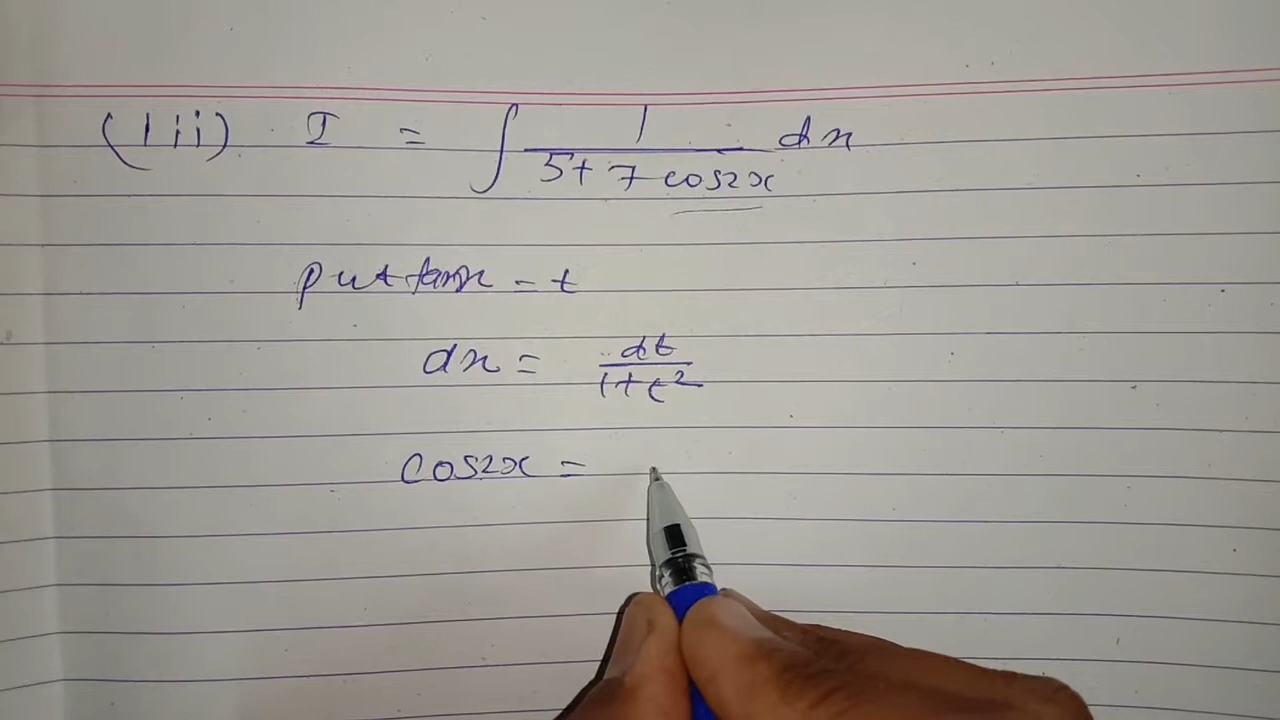 (iii) I = ∫ 1/(5+7cos2x) dx
put tanx = t
dx = dt/(1+t²)
cos2x =